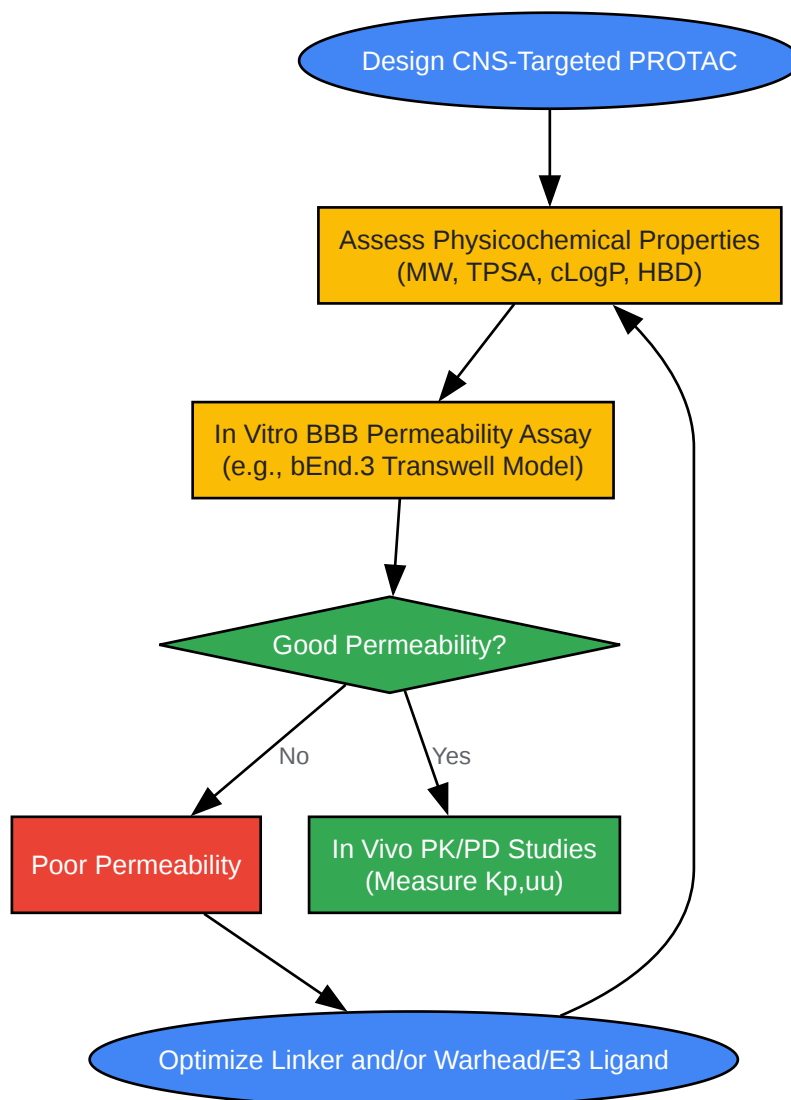 Design CNS-Targeted PROTAC
Assess Physicochemical Properties
(MW, TPSA, cLogP, HBD)
In Vitro BBB Permeability Assay
(e.g., bEnd.3 Transwell Model)
Good Permeability?
No
Yes
Poor Permeability
In Vivo PK/PD Studies
(Measure Kp,uu)
Optimize Linker and/or Warhead/E3 Ligand